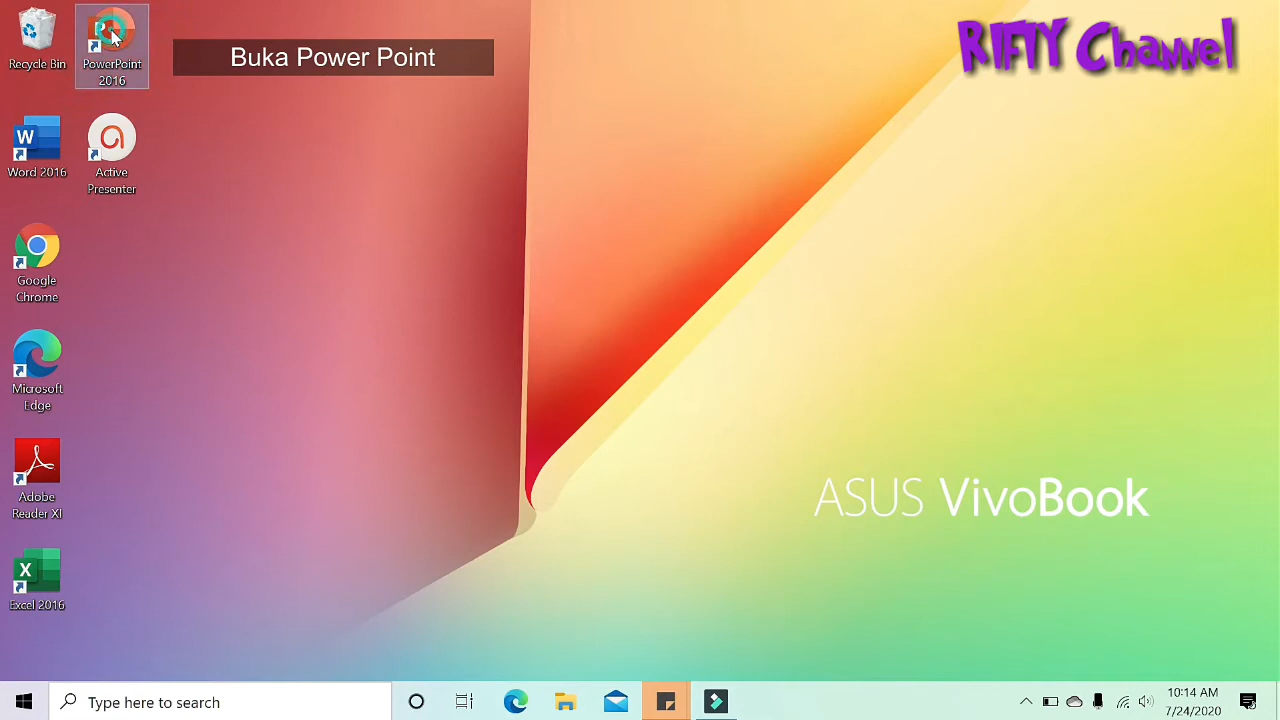 RIFIY Channel
Recycle Bin
PowerPoint
2016
Buka Power Point
Word 2016
Active
Presenter
Google
Chrome
Microsoft
Edge
Adobe
Reader XI
Excel 2016
ASUS VivoBook
Type here to search
10:14 AM
7/24/2020